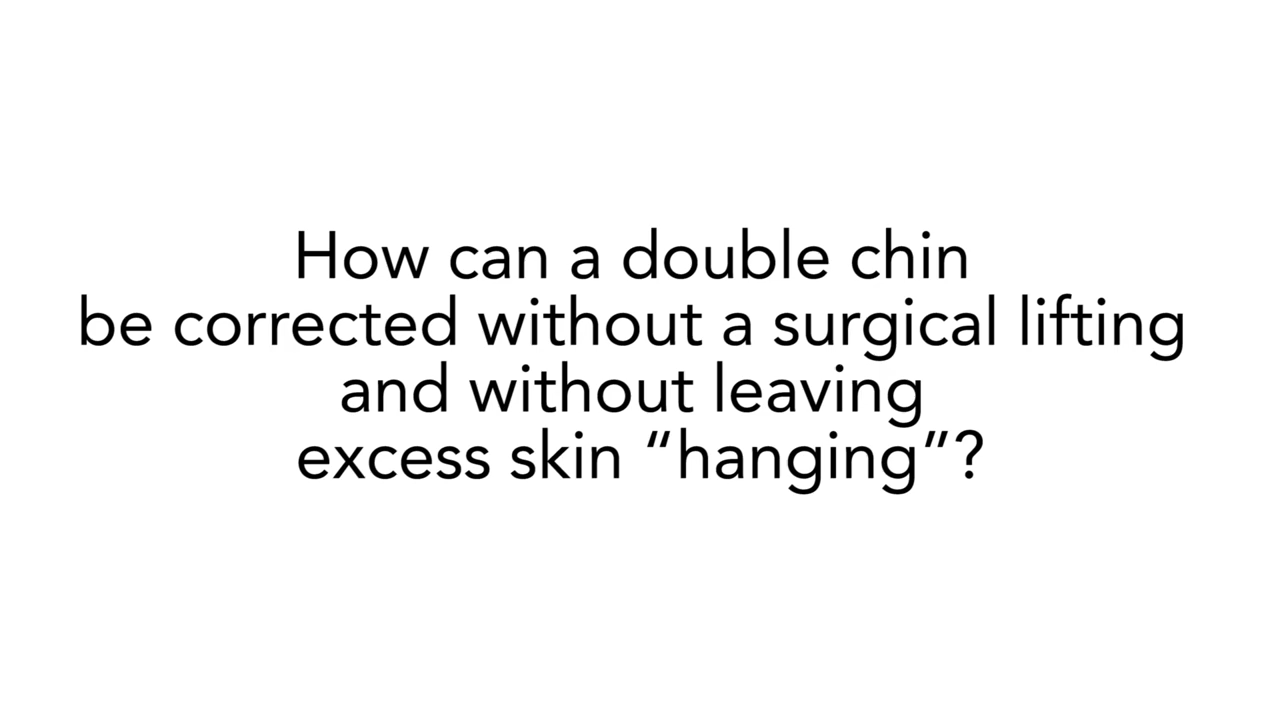 How can a double chin
be corrected without a surgical lifting
and without leaving
excess skin “hanging”?